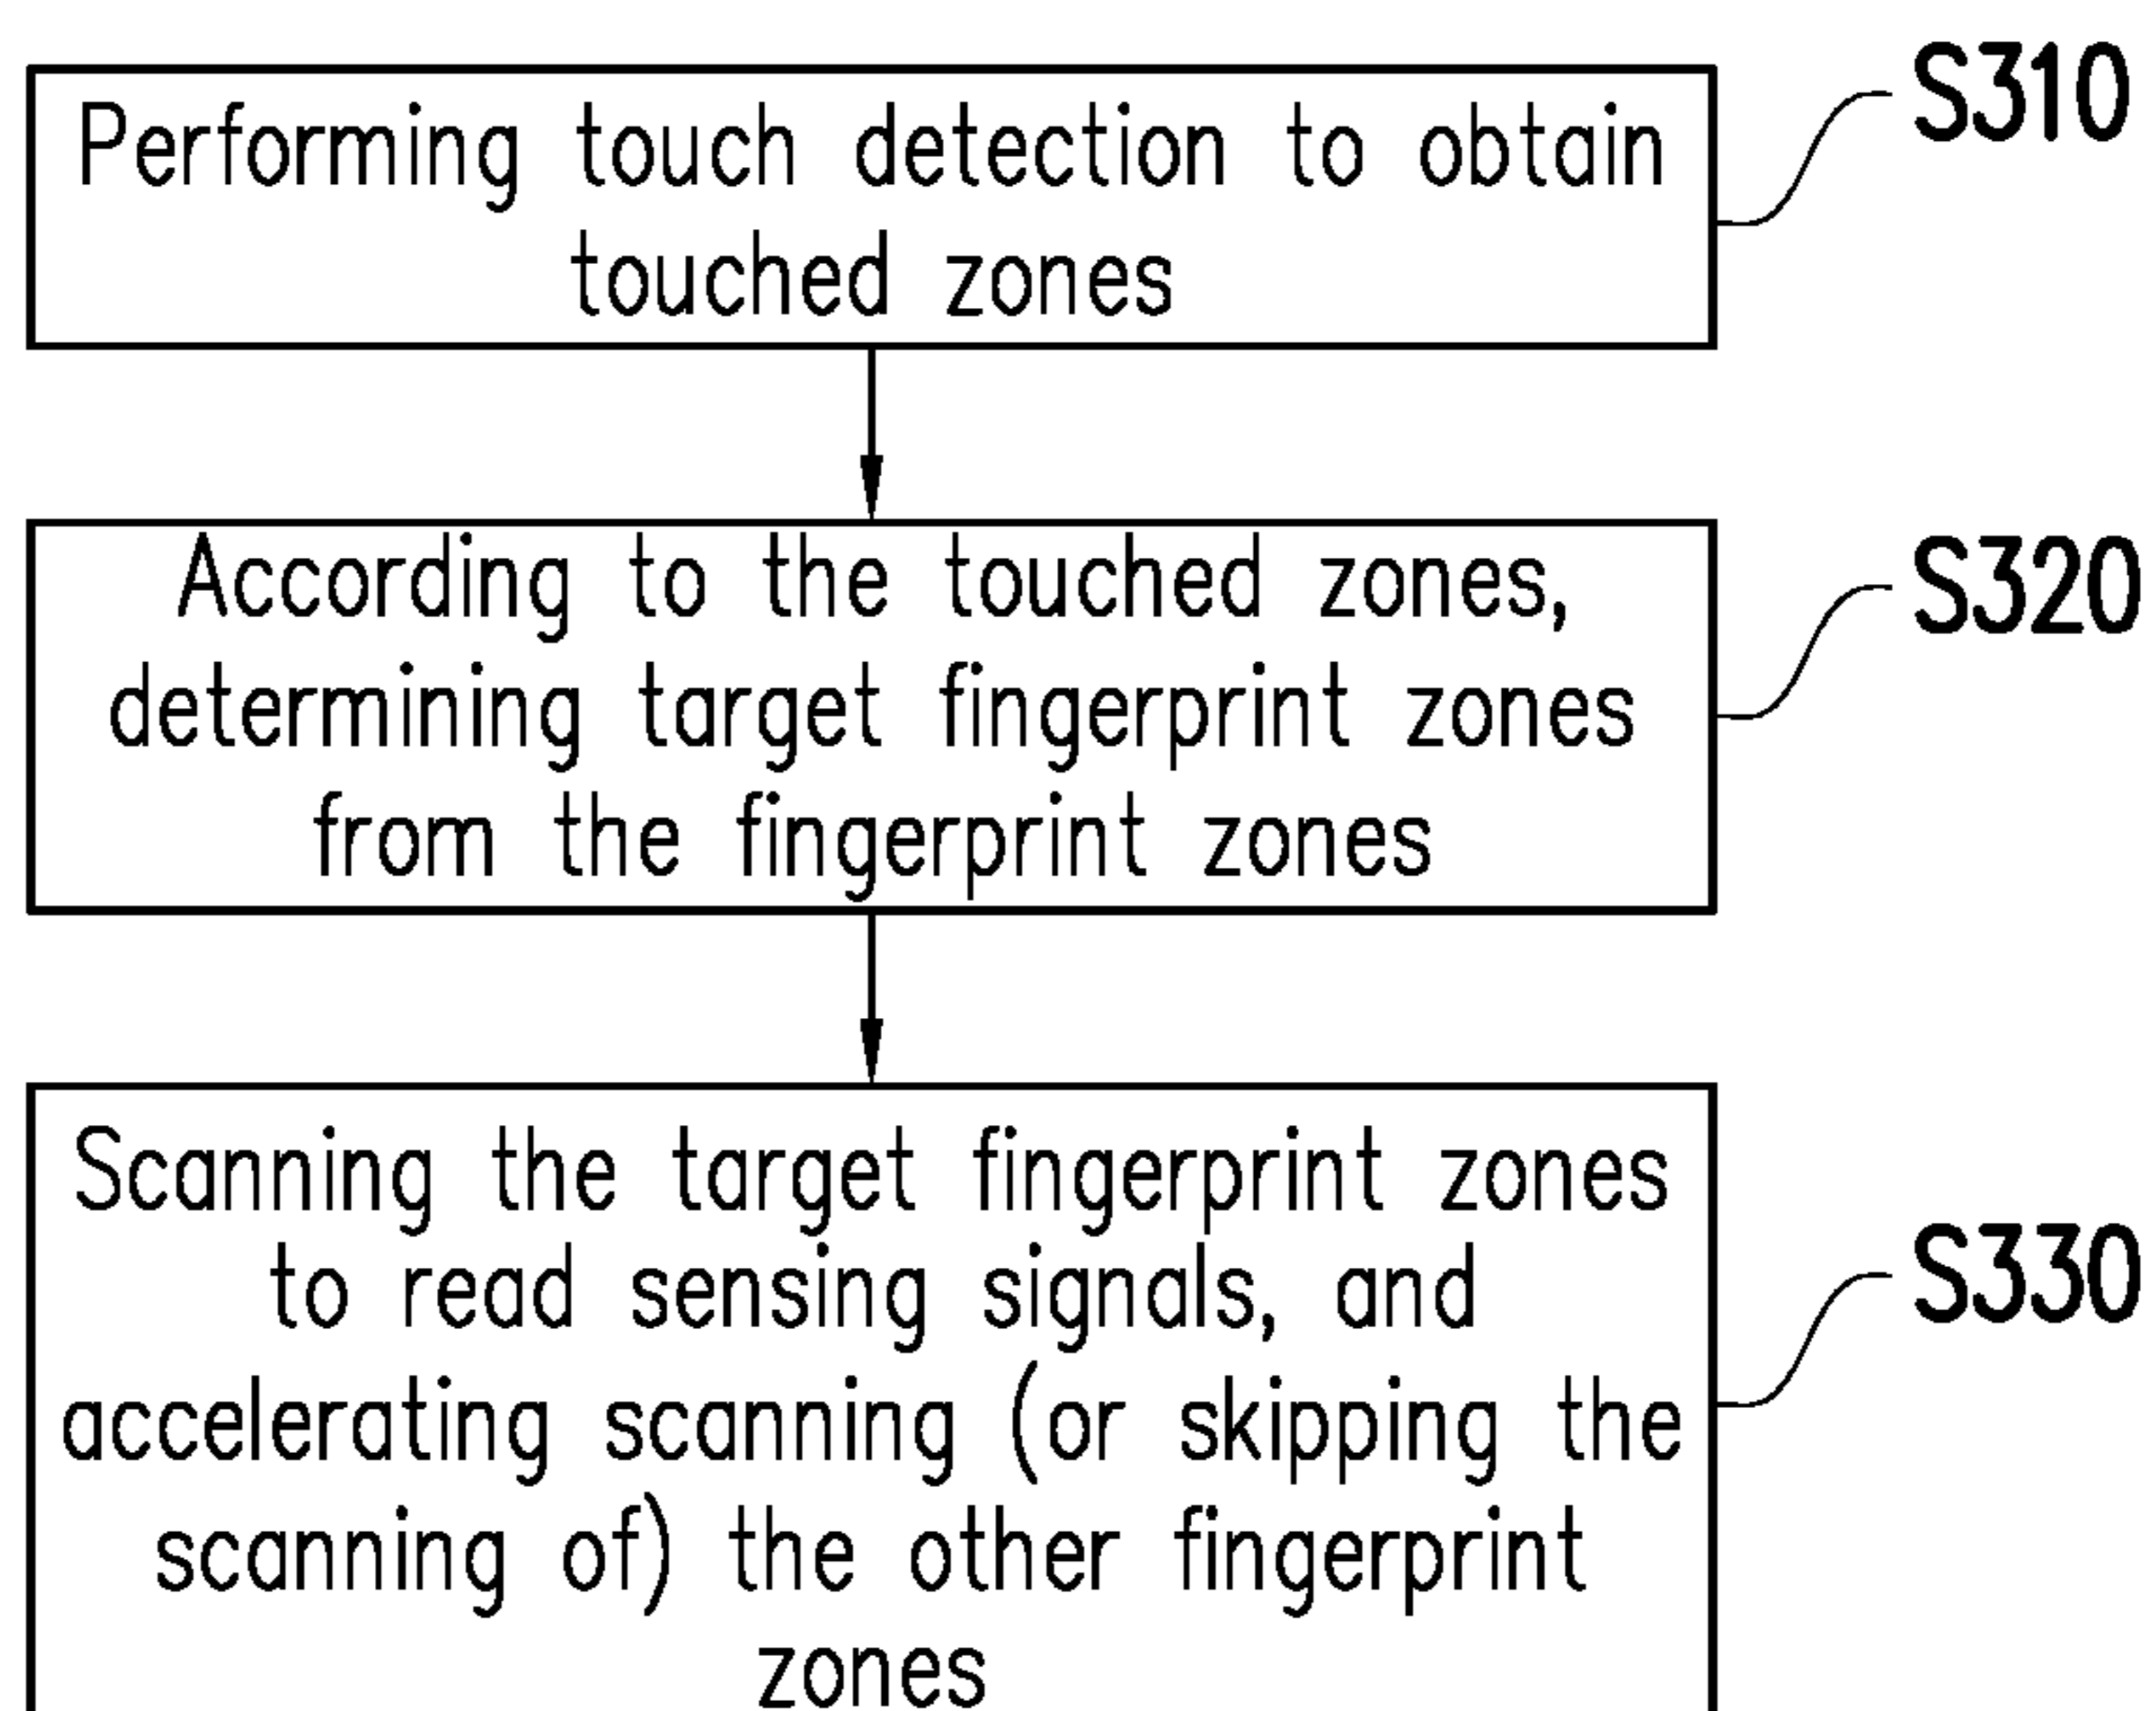 S310
Performing touch detection to obtain
touched zones
S320
According to the touched zones,
determining target fingerprint zones
from the fingerprint zones
S330
Scanning the target fingerprint zones
to read sensing signals, and
accelerating scanning (or skipping the
scanning of) the other fingerprint
zones